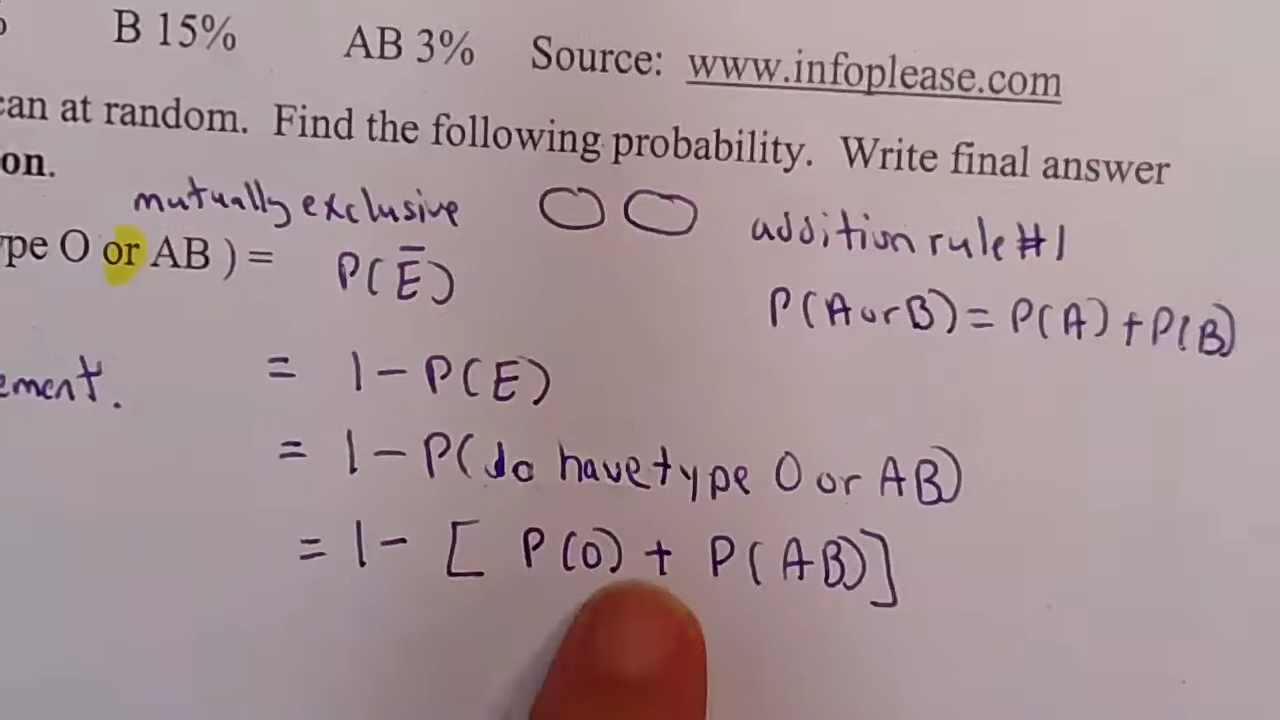 % B 15% AB 3% Source: www.infoplease.com
can at random. Find the following probability. Write final answer
on.
mutually exclusive addition rule #1
ype O or AB ) = P(E̅)
P(A or B) = P(A) + P(B)
ement. = 1 - P(E)
= 1 - P(do have type O or AB)
= 1 - [ P(O) + P(AB)]